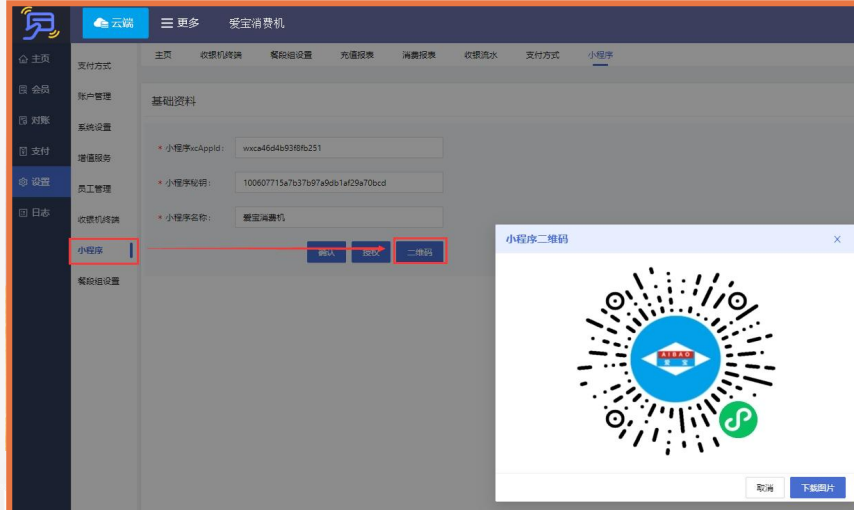 云端 更多 爱宝消费机
主页 会员 对账 支付 设置 日志
支付方式
账户管理
系统设置
增值服务
员工管理
收银机终端
小程序
餐段组设置
主页 收银机终端 餐段组设置 充值报表 消费报表 收银流水 支付方式 小程序
基础资料
* 小程序xcAppId: wxca46d4b93f8fb251
* 小程序秘钥: 100607715a7b37b97a9db1af29a70bcd
* 小程序名称: 爱宝消费机
确认 授权 二维码
小程序二维码 X
AIBAO
爱宝
取消 下载图片